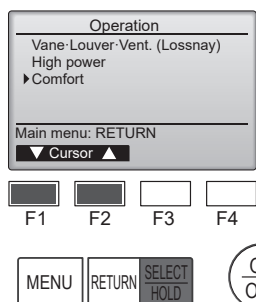 Operation
Vane·Louver·Vent. (Lossnay)
High power
Comfort
Main menu: RETURN
Cursor
F1 F2 F3 F4
MENU RETURN SELECT/HOLD